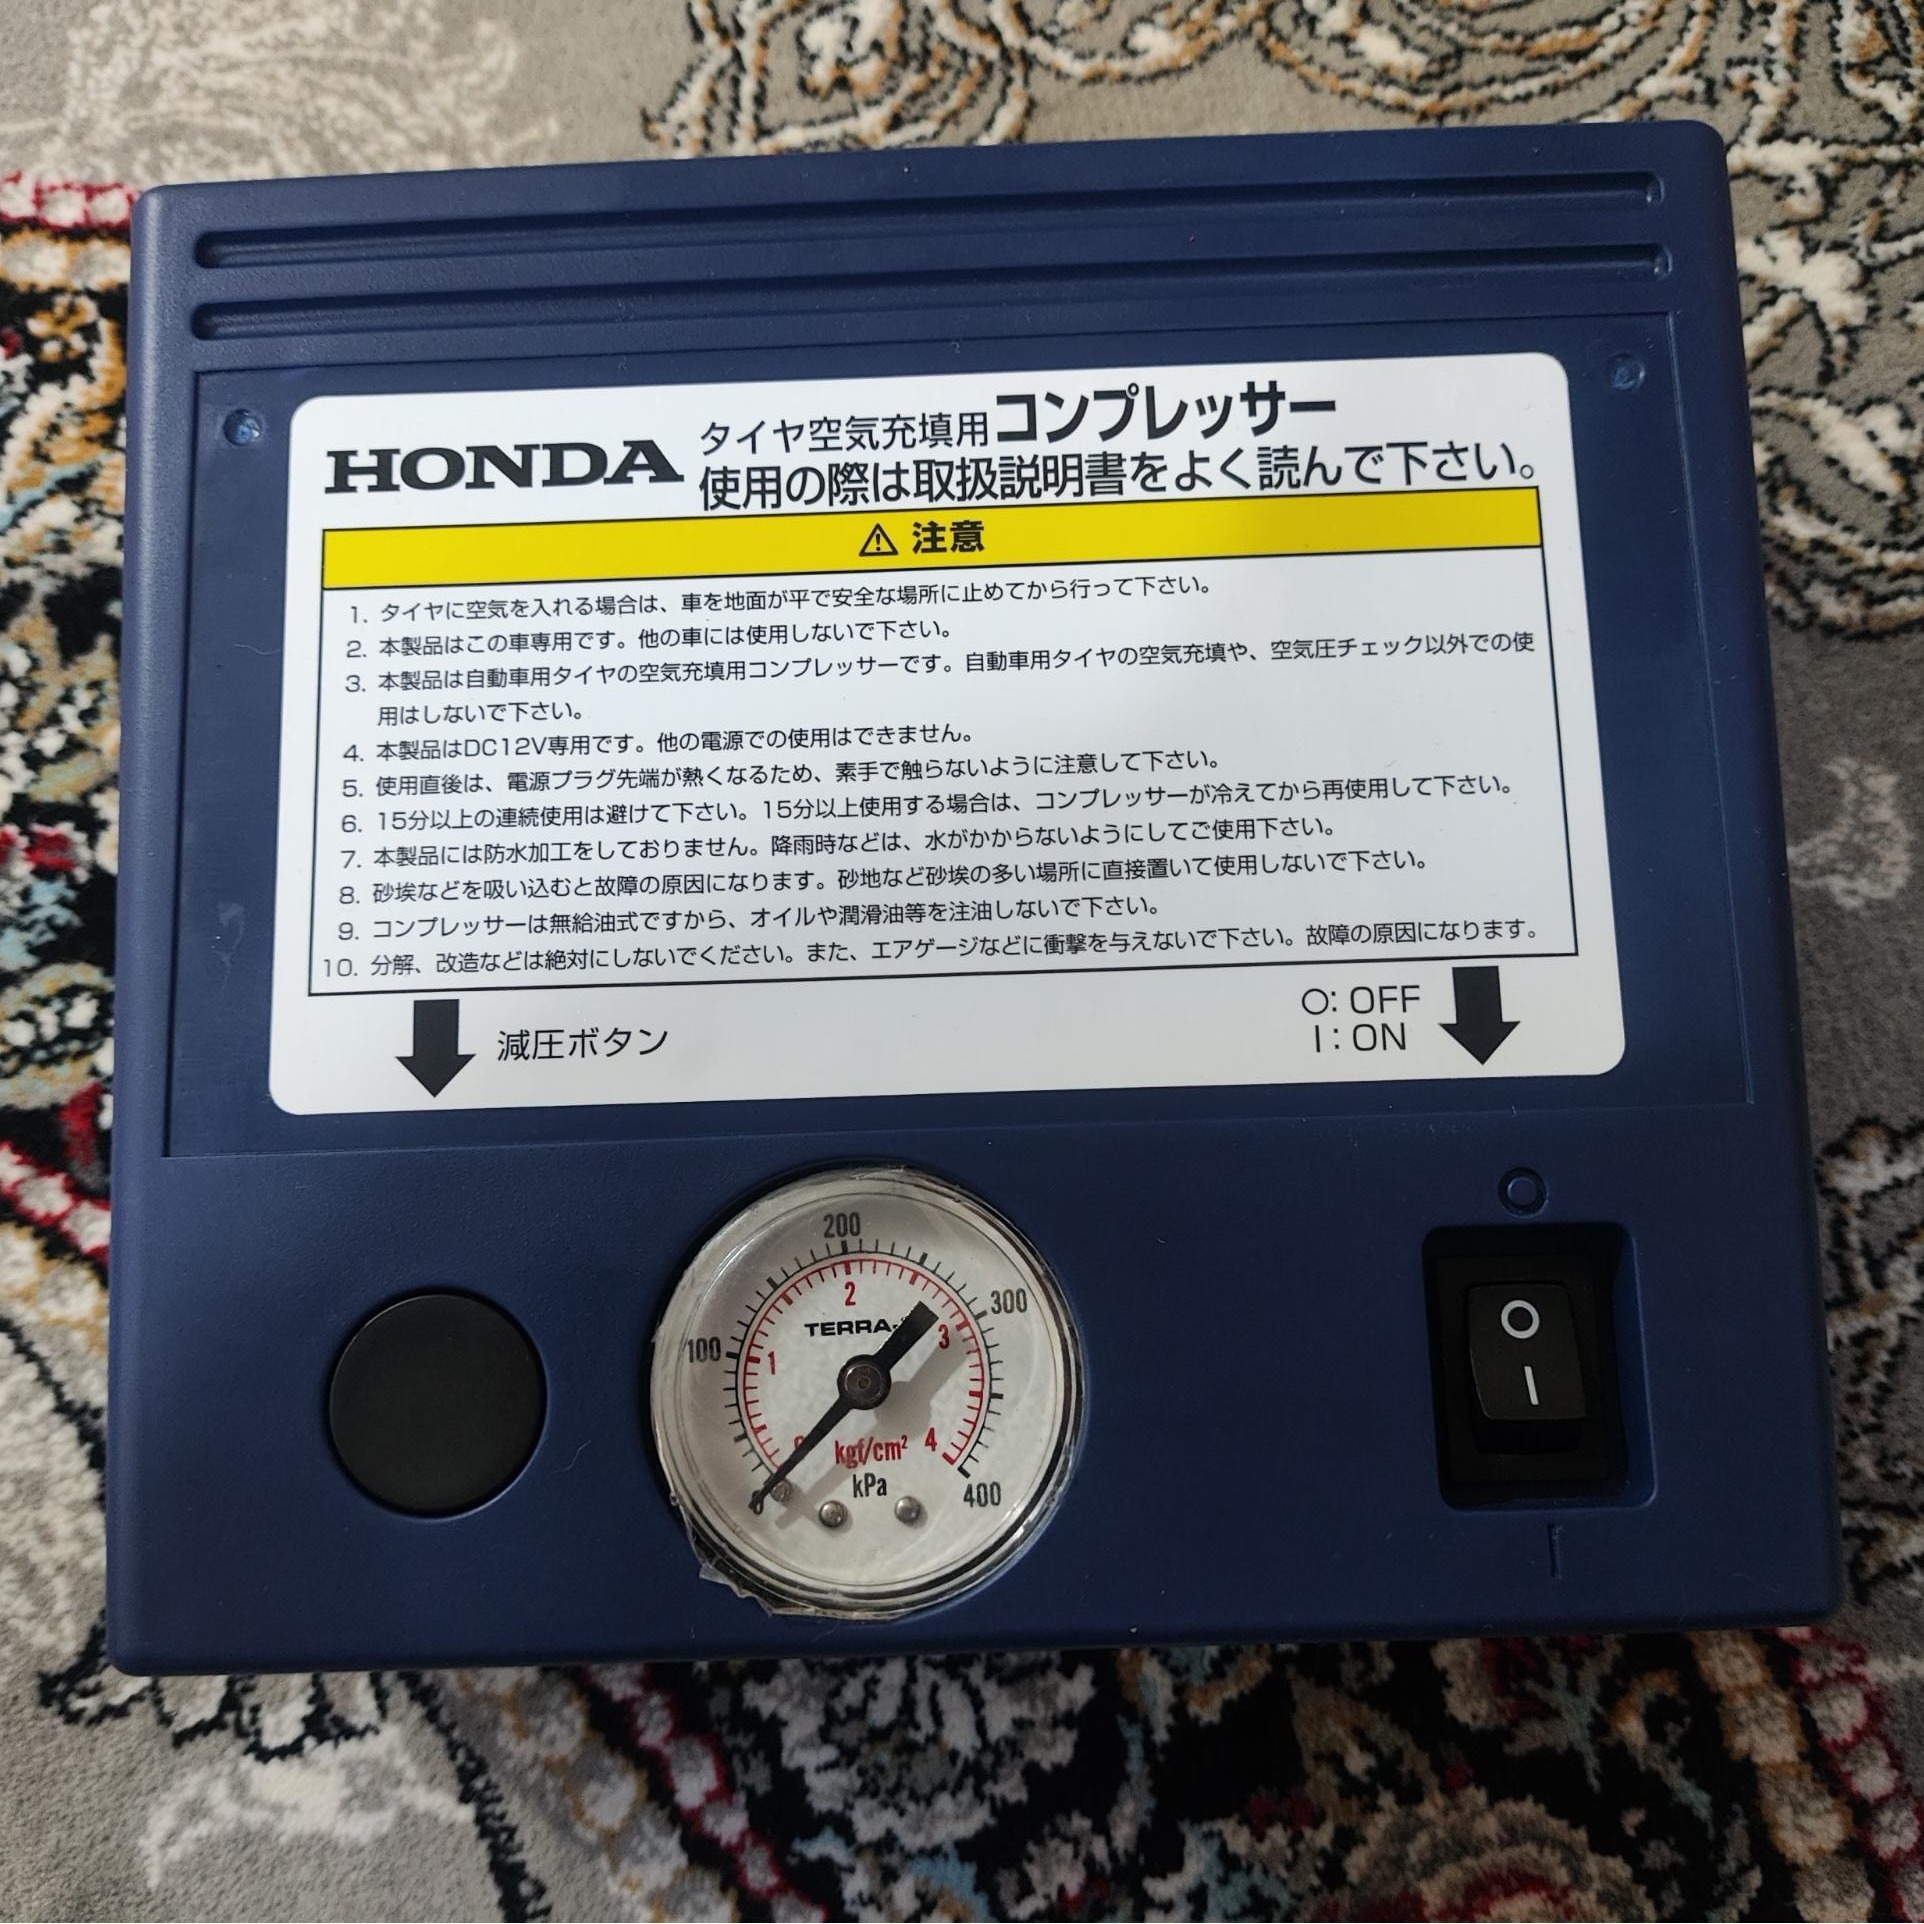 HONDA タイヤ空気充填用コンプレッサー
使用の際は取扱説明書をよく読んで下さい。
⚠ 注意
1. タイヤに空気を入れる場合は、車を地面が平で安全な場所に止めてから行って下さい。
2. 本製品はこの車専用です。他の車には使用しないで下さい。
3. 本製品は自動車用タイヤの空気充填用コンプレッサーです。自動車用タイヤの空気充填や、空気圧チェック以外での使
用はしないで下さい。
4. 本製品はDC12V専用です。他の電源での使用はできません。
5. 使用直後は、電源プラグ先端が熱くなるため、素手で触らないように注意して下さい。
6. 15分以上の連続使用は避けて下さい。15分以上使用する場合は、コンプレッサーが冷えてから再使用して下さい。
7. 本製品には防水加工をしておりません。降雨時などは、水がかからないようにしてご使用下さい。
8. 砂埃などを吸い込むと故障の原因になります。砂地など砂埃の多い場所に直接置いて使用しないで下さい。
9. コンプレッサーは無給油式ですから、オイルや潤滑油等を注油しないで下さい。
10. 分解、改造などは絶対にしないでください。また、エアゲージなどに衝撃を与えないで下さい。故障の原因になります。
減圧ボタン
○: OFF
I: ON
200
100
300
2
TERRA
1
3
0
kgf/cm²
4
kPa
0
400
○
I